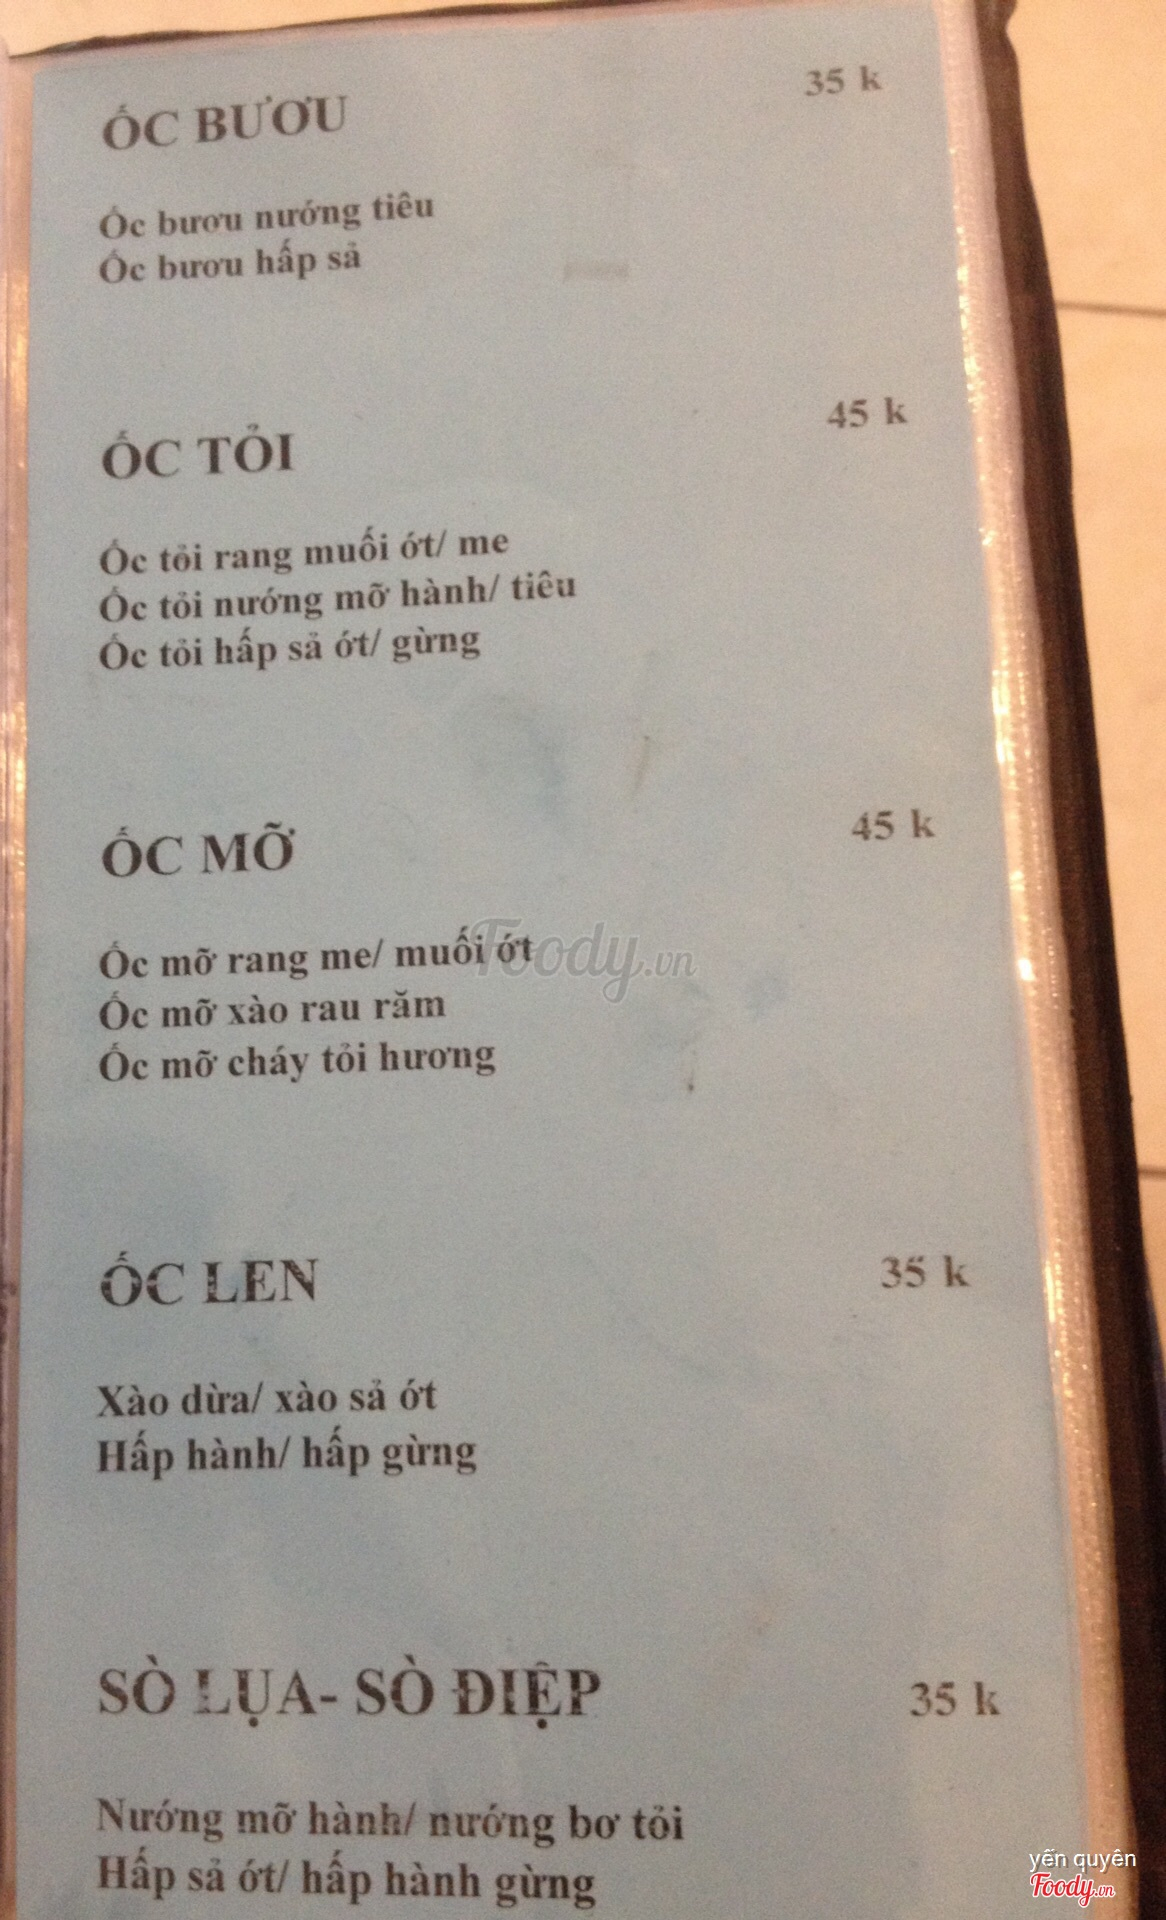 ỐC BƯƠU 35 k
Ốc bươu nướng tiêu
Ốc bươu hấp sả
ỐC TỎI 45 k
Ốc tỏi rang muối ớt/ me
Ốc tỏi nướng mỡ hành/ tiêu
Ốc tỏi hấp sả ớt/ gừng
ỐC MỠ 45 k
Ốc mỡ rang me/ muối ớt
Foody.vn
Ốc mỡ xào rau răm
Ốc mỡ cháy tỏi hương
ỐC LEN 35 k
Xào dừa/ xào sả ớt
Hấp hành/ hấp gừng
SÒ LỤA- SÒ ĐIỆP 35 k
Nướng mỡ hành/ nướng bơ tỏi
Hấp sả ớt/ hấp hành gừng
yến quyên
Foody.vn